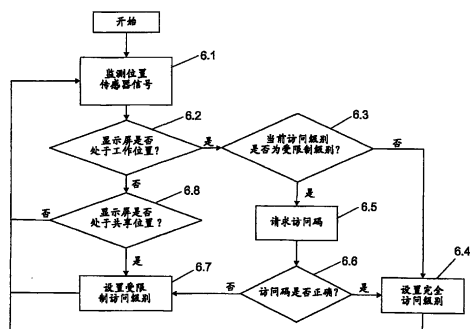 开始
监测位置
传感器信号
6.1
6.2
显示屏是否
处于工作位置?
是
否
6.3
当前访问级别
是否为受限制级别?
否
是
6.8
显示屏是否
处于共享位置?
否
是
请求访问码
6.5
6.4
设置完全
访问级别
6.7
设置受限
制访问级别
6.6
访问码是否正确?
否
是